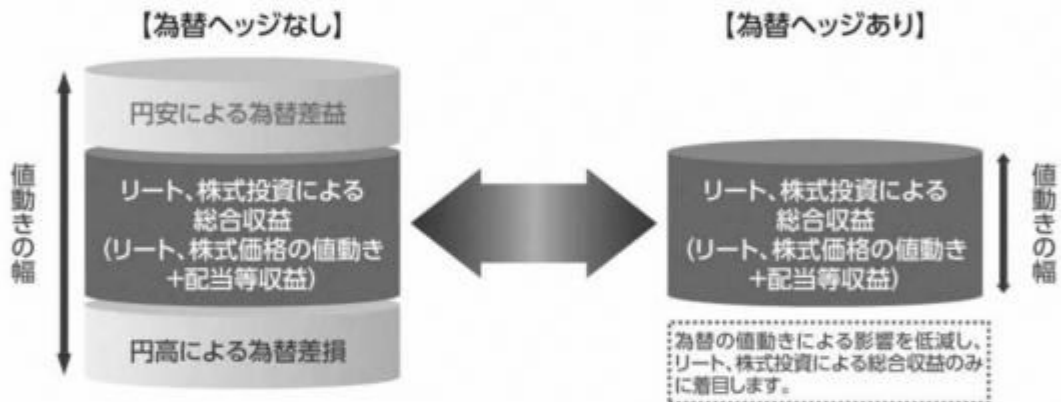 【為替ヘッジなし】
円安による為替差益
リート、株式投資による
総合収益
(リート、株式価格の値動き
+配当等収益)
円高による為替差損
値動きの幅
【為替ヘッジあり】
リート、株式投資による
総合収益
(リート、株式価格の値動き
+配当等収益)
値動きの幅
為替の値動きによる影響を低減し、
リート、株式投資による総合収益のみ
に着目します。